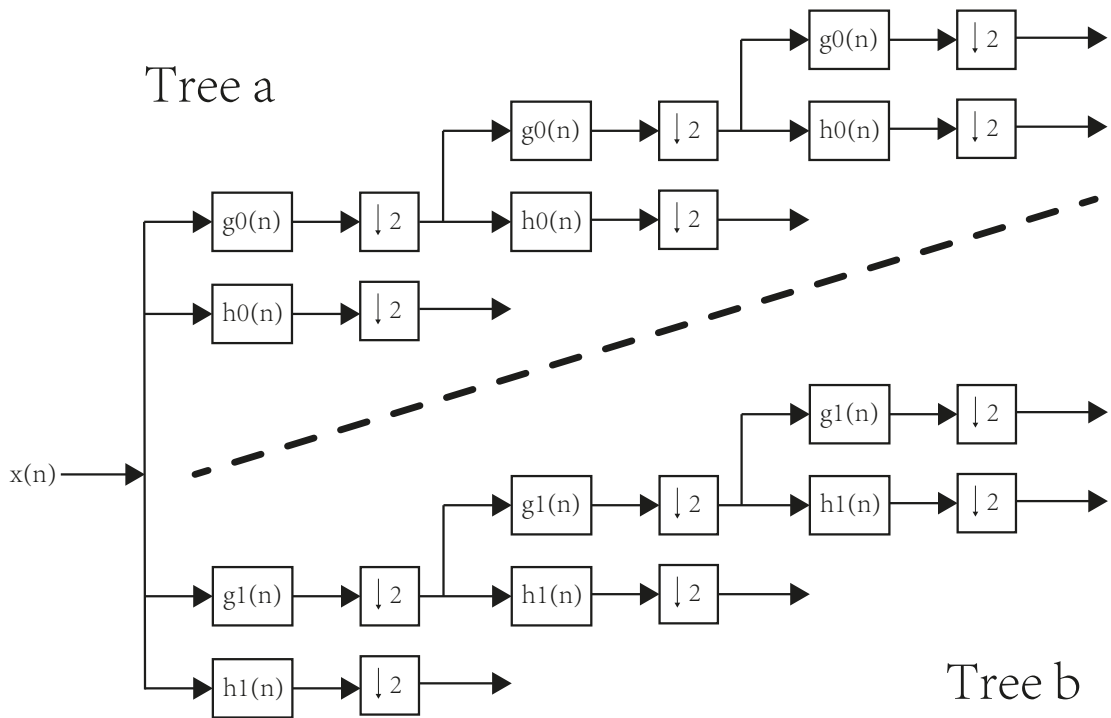 g0(n) ↓ 2
Tree a
g0(n) ↓ 2 h0(n) ↓ 2
g0(n) ↓ 2 h0(n) ↓ 2
h0(n) ↓ 2
g1(n) ↓ 2
x(n) g1(n) ↓ 2 h1(n) ↓ 2
g1(n) ↓ 2 h1(n) ↓ 2
h1(n) ↓ 2 Tree b